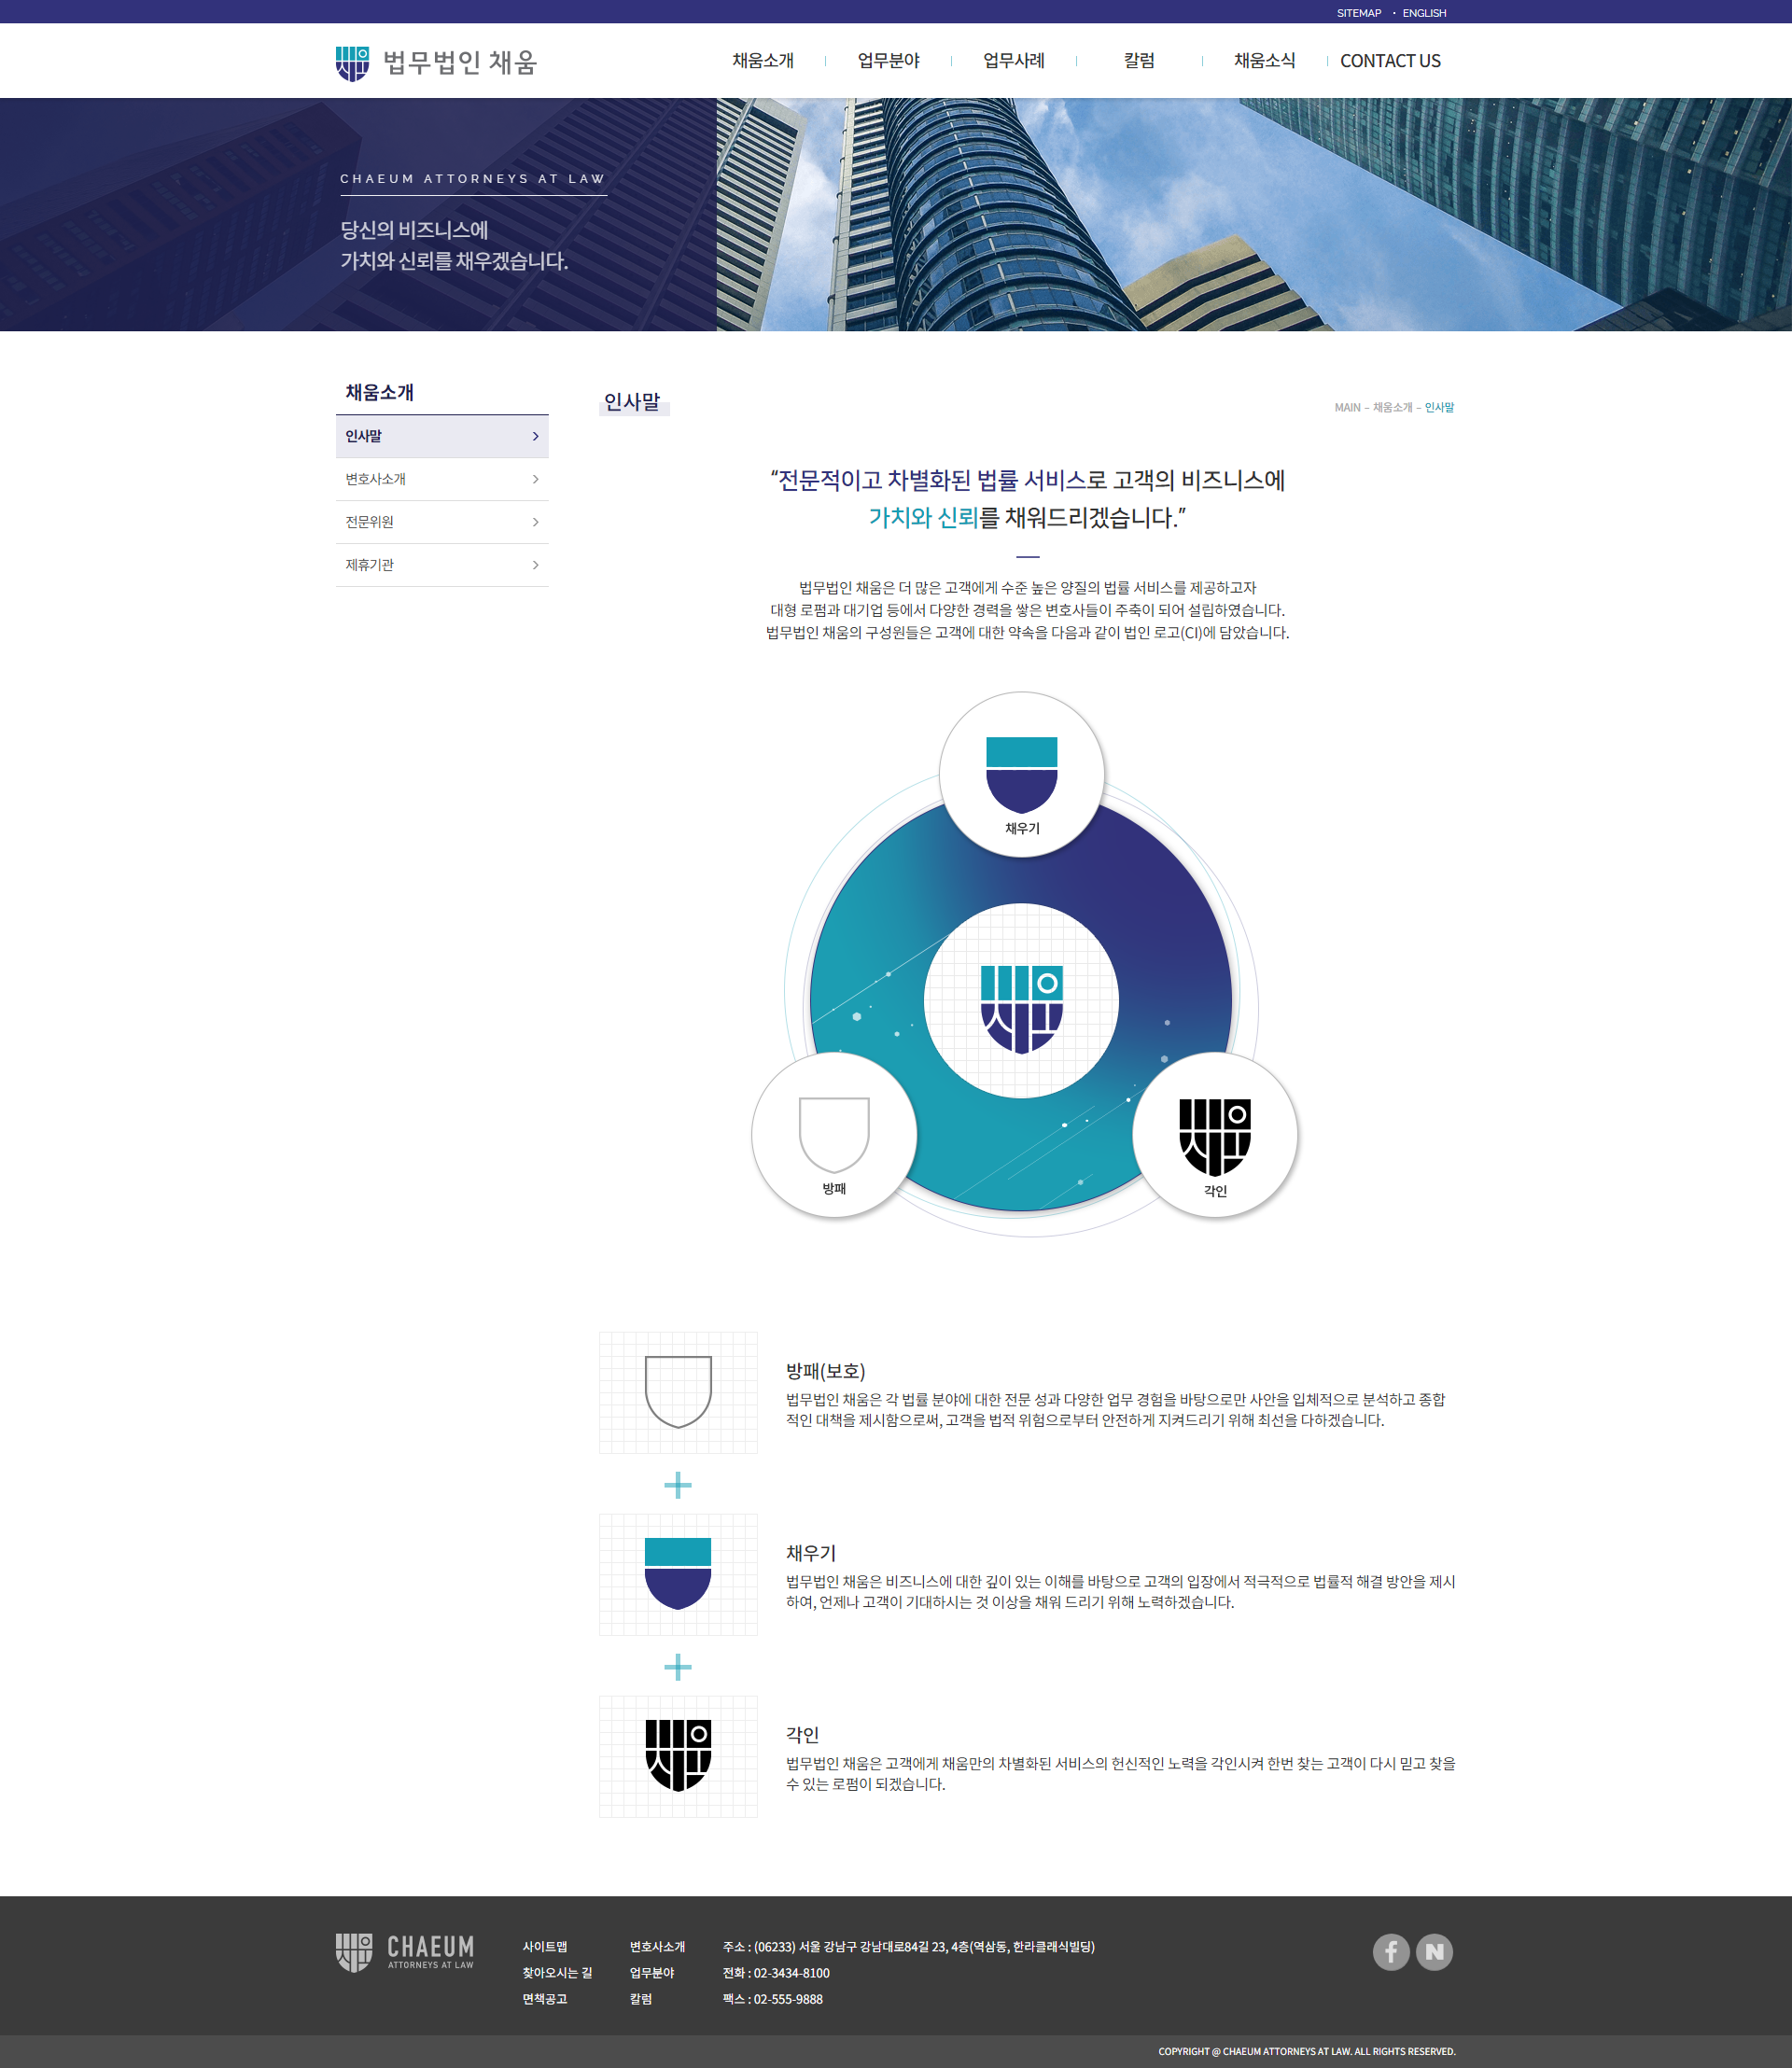 SITEMAP · ENGLISH
법무법인 채움
채움소개
업무분야
업무사례
칼럼
채움소식
CONTACT US
CHAEUM ATTORNEYS AT LAW
당신의 비즈니스에
가치와 신뢰를 채우겠습니다.
채움소개
인사말
변호사소개
전문위원
제휴기관
인사말
MAIN - 채움소개 - 인사말
“전문적이고 차별화된 법률 서비스로 고객의 비즈니스에
가치와 신뢰를 채워드리겠습니다.”
법무법인 채움은 더 많은 고객에게 수준 높은 양질의 법률 서비스를 제공하고자
대형 로펌과 대기업 등에서 다양한 경력을 쌓은 변호사들이 주축이 되어 설립하였습니다.
법무법인 채움의 구성원들은 고객에 대한 약속을 다음과 같이 법인 로고(CI)에 담았습니다.
채우기
방패
각인
방패(보호)
법무법인 채움은 각 법률 분야에 대한 전문 성과 다양한 업무 경험을 바탕으로만 사안을 입체적으로 분석하고 종합
적인 대책을 제시함으로써, 고객을 법적 위험으로부터 안전하게 지켜드리기 위해 최선을 다하겠습니다.
채우기
법무법인 채움은 비즈니스에 대한 깊이 있는 이해를 바탕으로 고객의 입장에서 적극적으로 법률적 해결 방안을 제시
하여, 언제나 고객이 기대하시는 것 이상을 채워 드리기 위해 노력하겠습니다.
각인
법무법인 채움은 고객에게 채움만의 차별화된 서비스의 헌신적인 노력을 각인시켜 한번 찾는 고객이 다시 믿고 찾을
수 있는 로펌이 되겠습니다.
CHAEUM
ATTORNEYS AT LAW
사이트맵
찾아오시는 길
면책공고
변호사소개
업무분야
칼럼
주소 : (06233) 서울 강남구 강남대로84길 23, 4층(역삼동, 한라클래식빌딩)
전화 : 02-3434-8100
팩스 : 02-555-9888
COPYRIGHT @ CHAEUM ATTORNEYS AT LAW. ALL RIGHTS RESERVED.